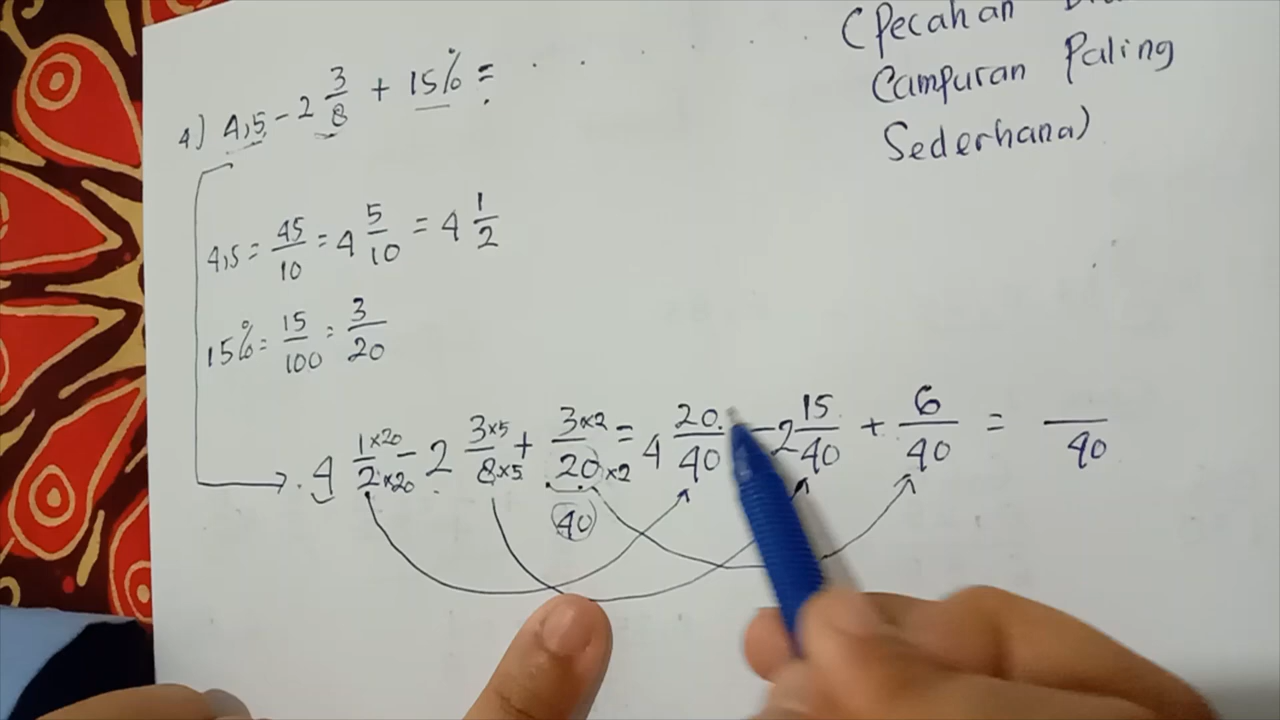 (Pecahan
Campuran Paling
Sederhana)
4) 4,5 - 2 3/8 + 15% = . . . . . .
4,5 = 45/10 = 4 5/10 = 4 1/2
15% = 15/100 = 3/20
4 1×20/2×20 - 2 3×5/8×5 + 3×2/20×2 = 4 20/40 - 2 15/40 + 6/40 = /40
40